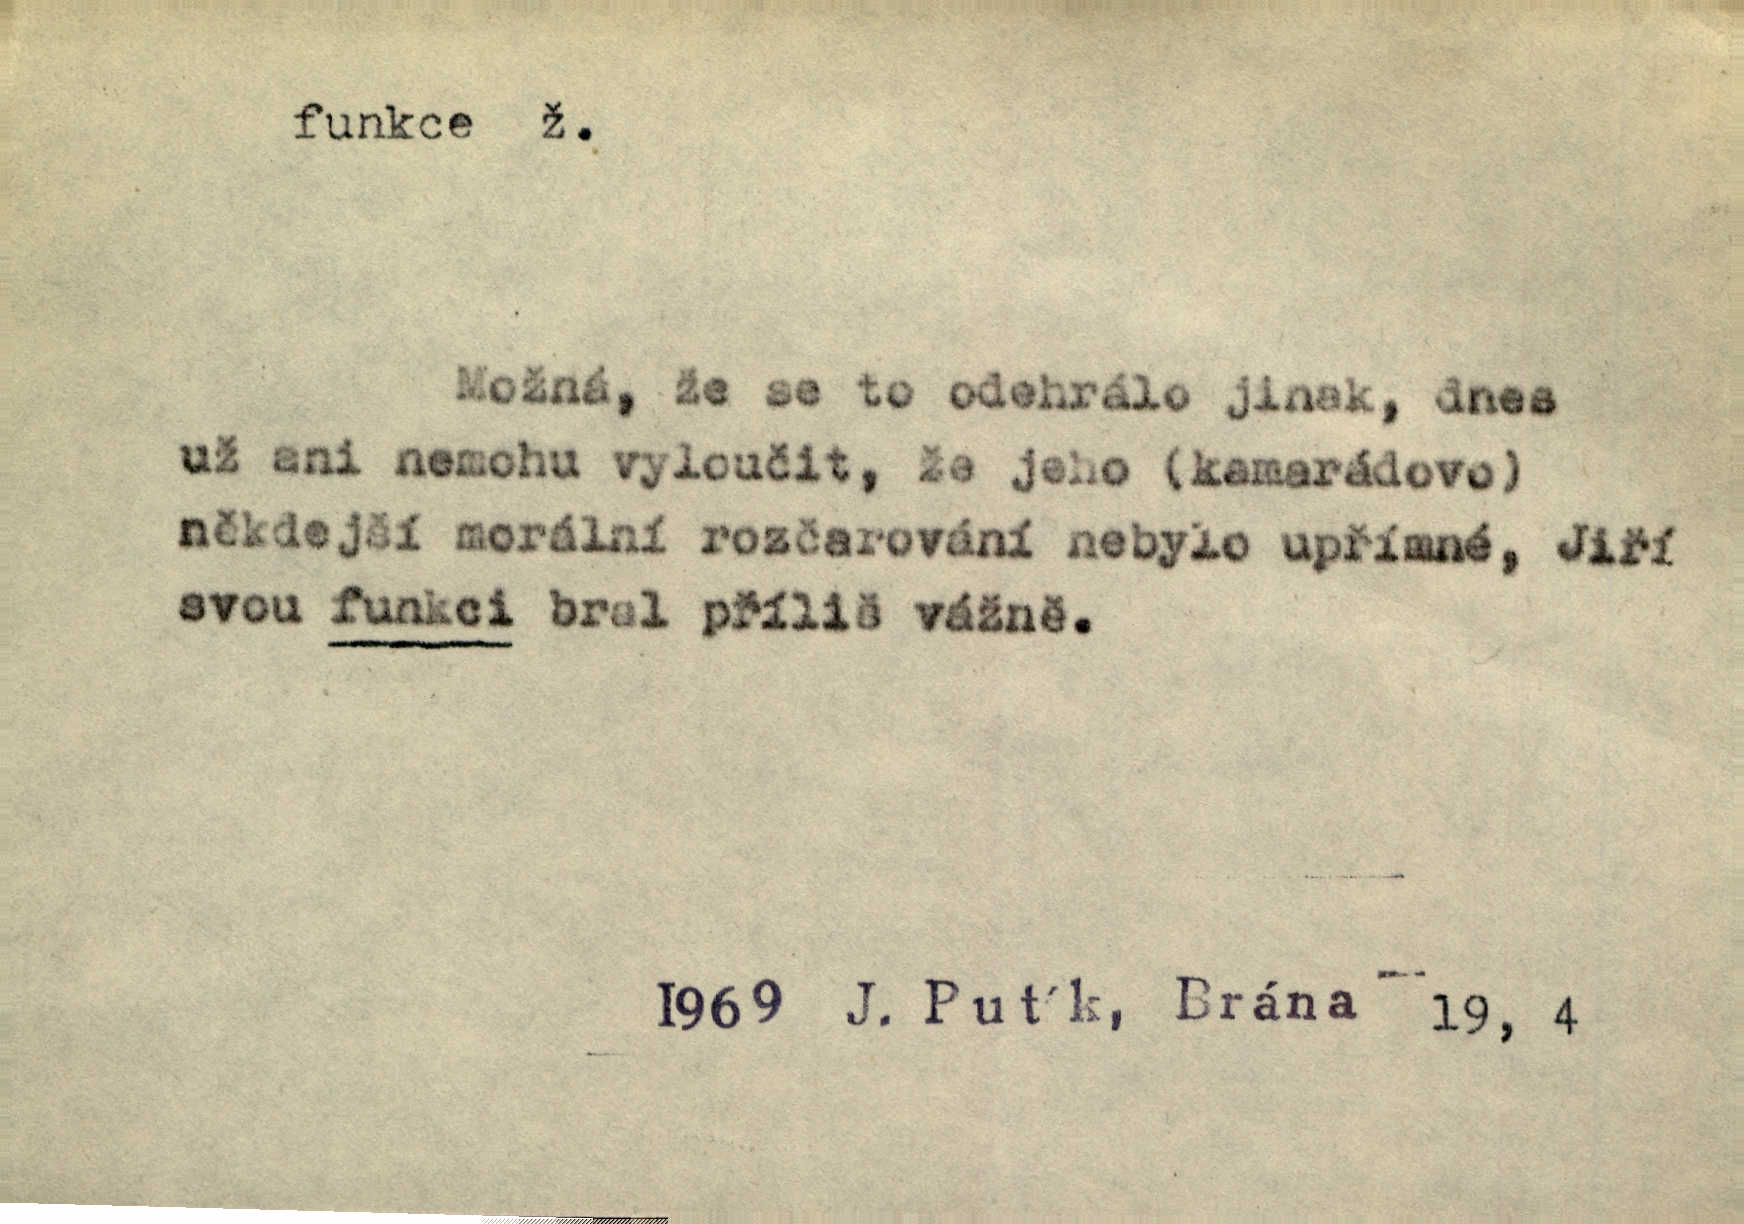 funkce ž.
Možná, že se to odehrálo jinak, dnes
už ani nemohu vyloučit, že jeho (kamarádovo)
někdejší morální rozčarování nebylo upřímné, Jiří
svou funkci bral příliš vážně.
1969 J. Puťk, Brána 19, 4